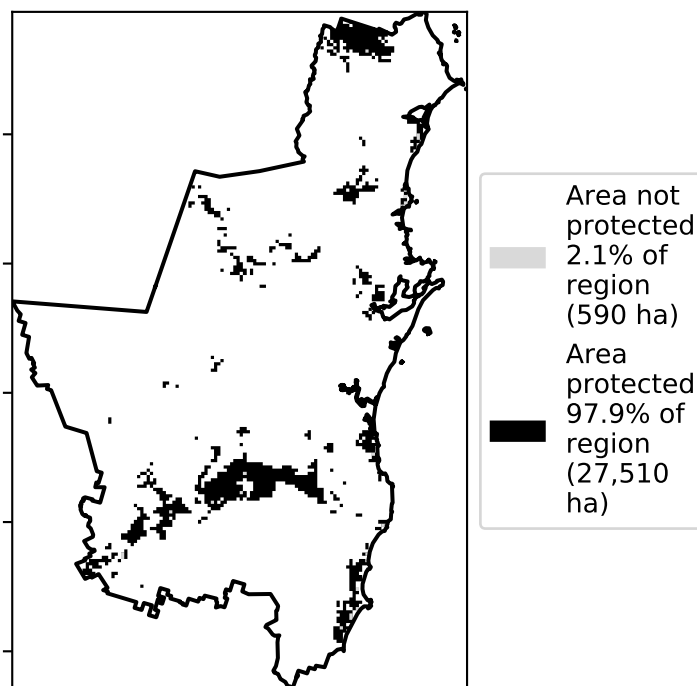 Area not
protected
2.1% of
region
(590 ha)
Area
protected
97.9% of
region
(27,510
ha)